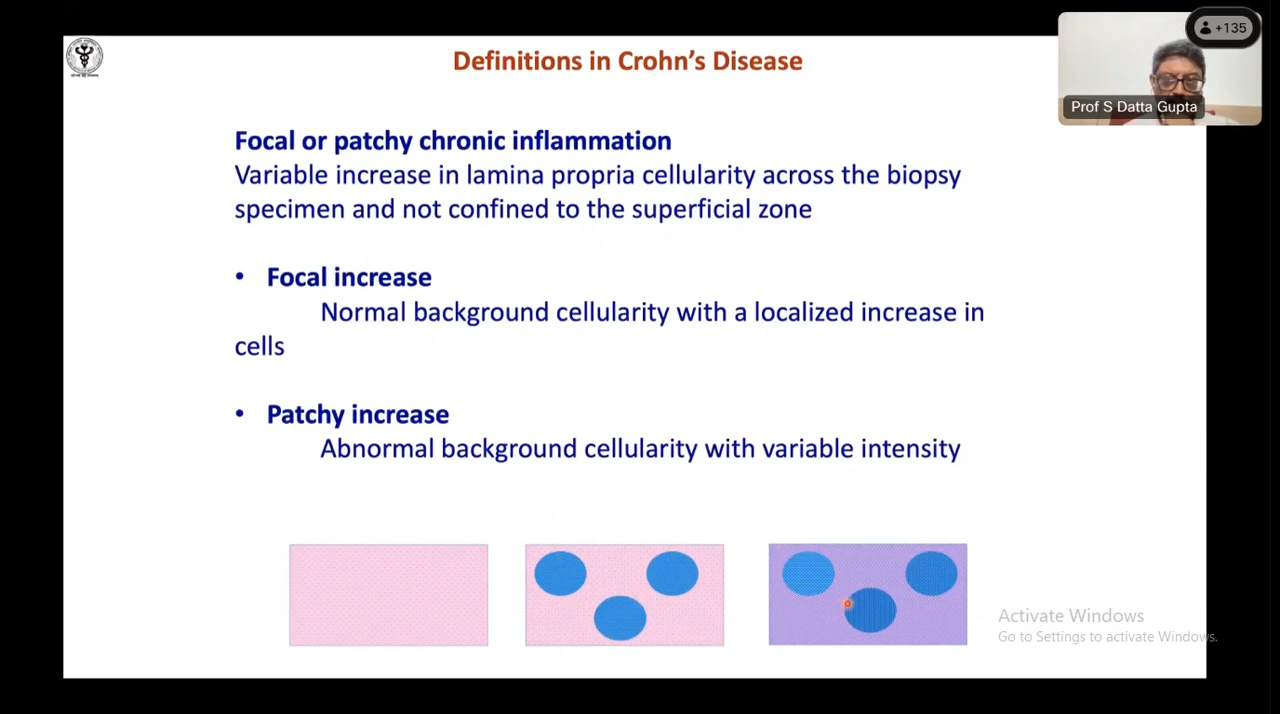 Definitions in Crohn's Disease
+135
Prof S Datta Gupta
Focal or patchy chronic inflammation
Variable increase in lamina propria cellularity across the biopsy
specimen and not confined to the superficial zone
• Focal increase
Normal background cellularity with a localized increase in
cells
• Patchy increase
Abnormal background cellularity with variable intensity
Activate Windows
Go to Settings to activate Windows.